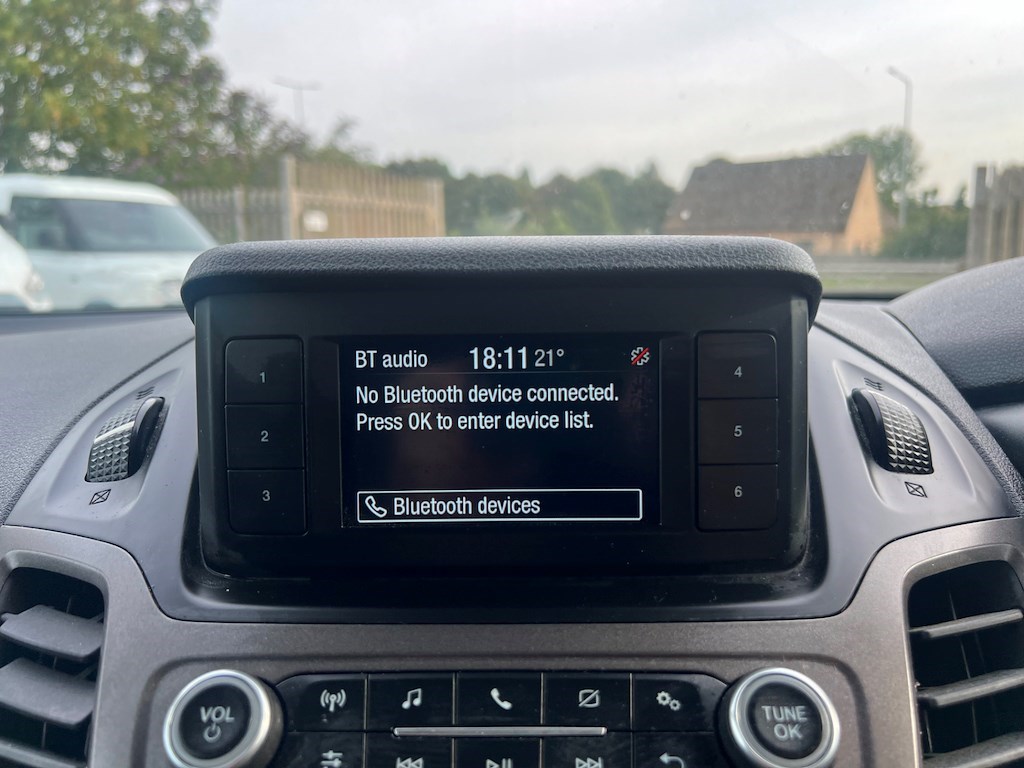 BT audio 18:11 21°
No Bluetooth device connected.
Press OK to enter device list.
Bluetooth devices
1
2
3
4
5
6
VOL
TUNE
OK